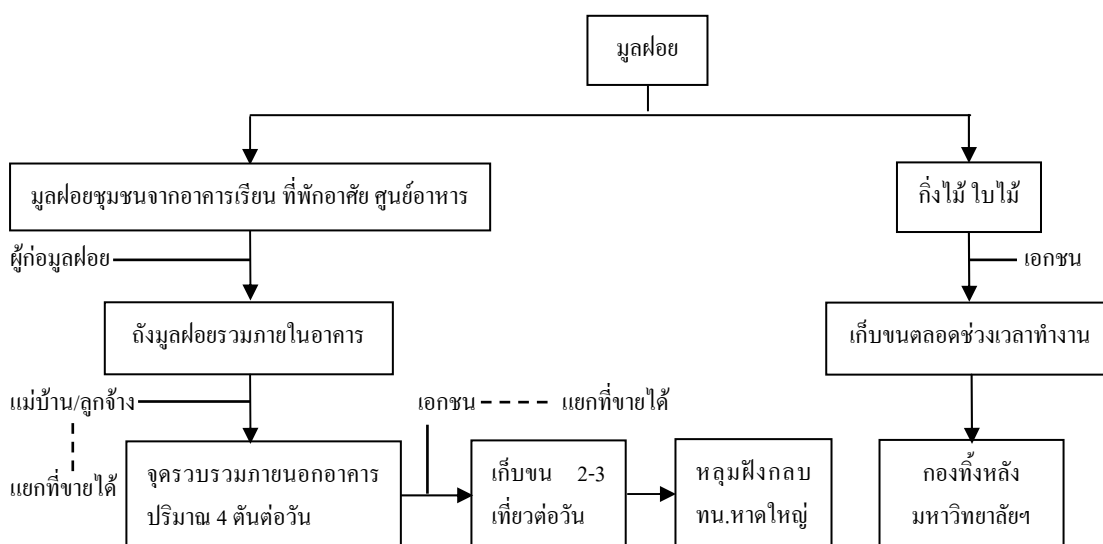 มูลฝอย
มูลฝอยชุมชนจากอาคารเรียน ที่พักอาศัย ศูนย์อาหาร
กิ่งไม้ ใบไม้
ผู้ก่อมูลฝอย
เอกชน
ถังมูลฝอยรวมภายในอาคาร
เก็บขนตลอดช่วงเวลาทำงาน
แม่บ้าน/ลูกจ้าง
เอกชน
แยกที่ขายได้
แยกที่ขายได้
จุดรวบรวมภายนอกอาคาร
ปริมาณ 4 ตันต่อวัน
เก็บขน 2-3
เที่ยวต่อวัน
หลุมฝังกลบ
ทน.หาดใหญ่
กองทิ้งหลัง
มหาวิทยาลัยฯ